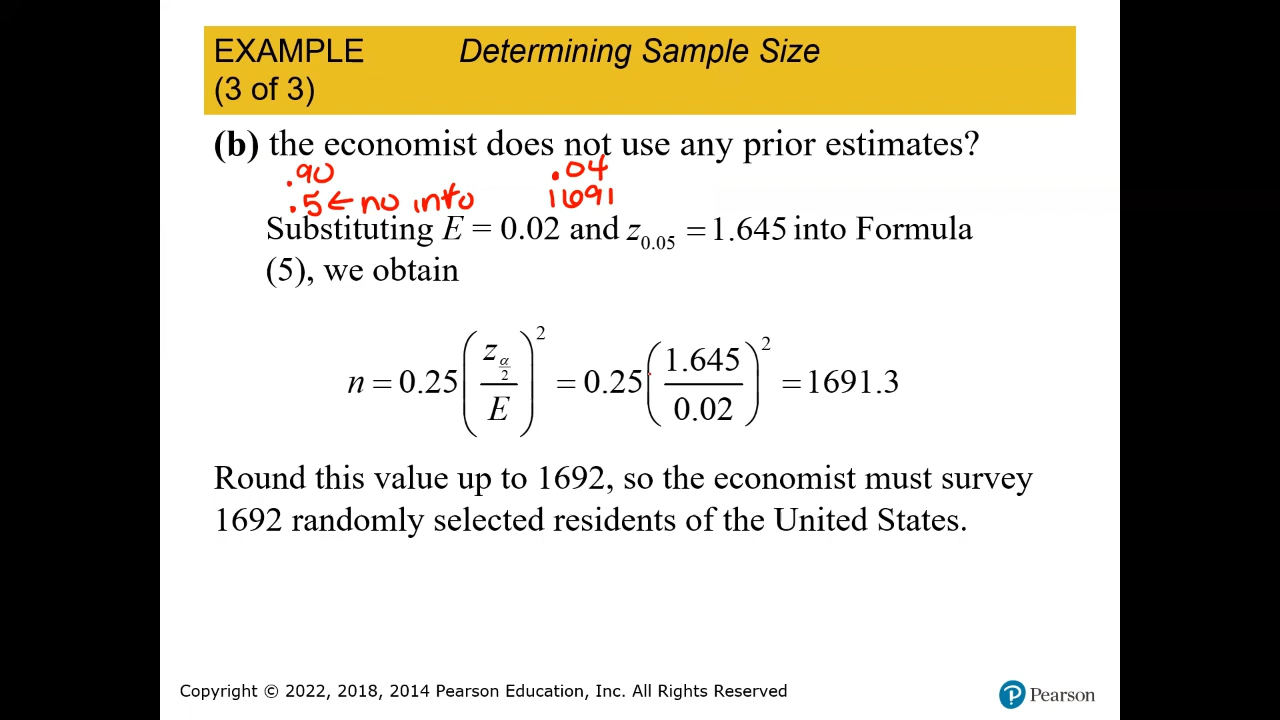 EXAMPLE Determining Sample Size
(3 of 3)
(b) the economist does not use any prior estimates?
.90 .04
.5 ← no info 1691
Substituting E = 0.02 and z_{0.05} = 1.645 into Formula
(5), we obtain
n = 0.25 (z_{α/2} / E)^2 = 0.25 (1.645 / 0.02)^2 = 1691.3
Round this value up to 1692, so the economist must survey
1692 randomly selected residents of the United States.
Copyright © 2022, 2018, 2014 Pearson Education, Inc. All Rights Reserved
P Pearson